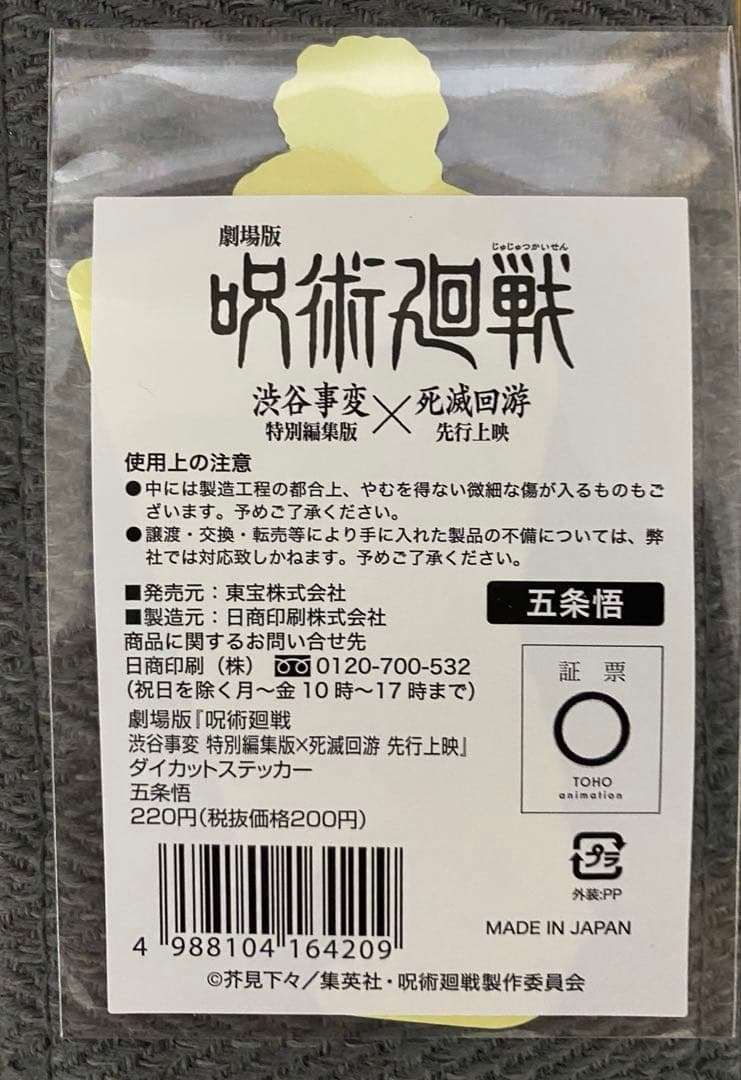 劇場版
じゅじゅつかいせん
呪術廻戦
渋谷事変×死滅回游
特別編集版 先行上映
使用上の注意
●中には製造工程の都合上、やむを得ない微細な傷が入るものもご
ざいます。予めご了承ください。
●譲渡・交換・転売等により手に入れた製品の不備については、弊
社では対応致しかねます。予めご了承ください。
■発売元：東宝株式会社
■製造元：日商印刷株式会社
五条悟
商品に関するお問い合せ先
日商印刷（株） 0120-700-532
（祝日を除く月～金10時～17時まで）
証票
TOHO
animation
劇場版『呪術廻戦
渋谷事変 特別編集版×死滅回游 先行上映』
ダイカットステッカー
五条悟
220円（税抜価格200円）
プラ
外装:PP
MADE IN JAPAN
4 988104 164209
©芥見下々／集英社・呪術廻戦製作委員会